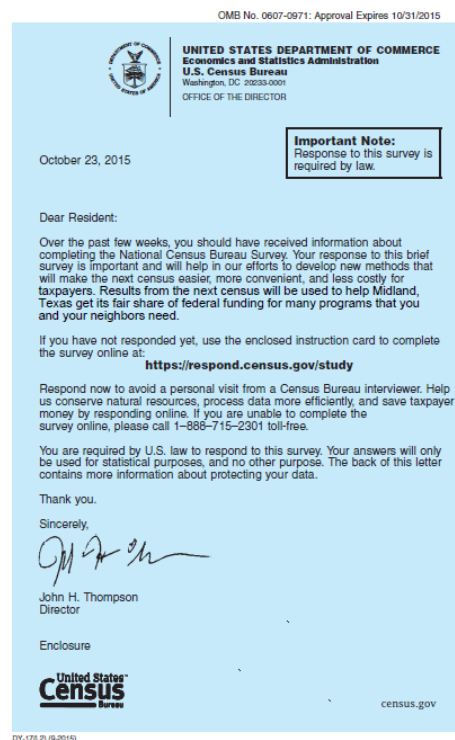 OMB No. 0607-0971: Approval Expires 10/31/2015
DEPARTMENT OF COMMERCE
UNITED STATES OF AMERICA
UNITED STATES DEPARTMENT OF COMMERCE
Economics and Statistics Administration
U.S. Census Bureau
Washington, DC 20233-0001
OFFICE OF THE DIRECTOR
Important Note:
Response to this survey is
required by law.
October 23, 2015
Dear Resident:
Over the past few weeks, you should have received information about
completing the National Census Bureau Survey. Your response to this brief
survey is important and will help in our efforts to develop new methods that
will make the next census easier, more convenient, and less costly for
taxpayers. Results from the next census will be used to help Midland,
Texas get its fair share of federal funding for many programs that you
and your neighbors need.
If you have not responded yet, use the enclosed instruction card to complete
the survey online at:
https://respond.census.gov/study
Respond now to avoid a personal visit from a Census Bureau interviewer. Help
us conserve natural resources, process data more efficiently, and save taxpayer
money by responding online. If you are unable to complete the
survey online, please call 1–888–715–2301 toll-free.
You are required by U.S. law to respond to this survey. Your answers will only
be used for statistical purposes, and no other purpose. The back of this letter
contains more information about protecting your data.
Thank you.
Sincerely,
John H. Thompson
Director
Enclosure
United States™
Census
Bureau
census.gov